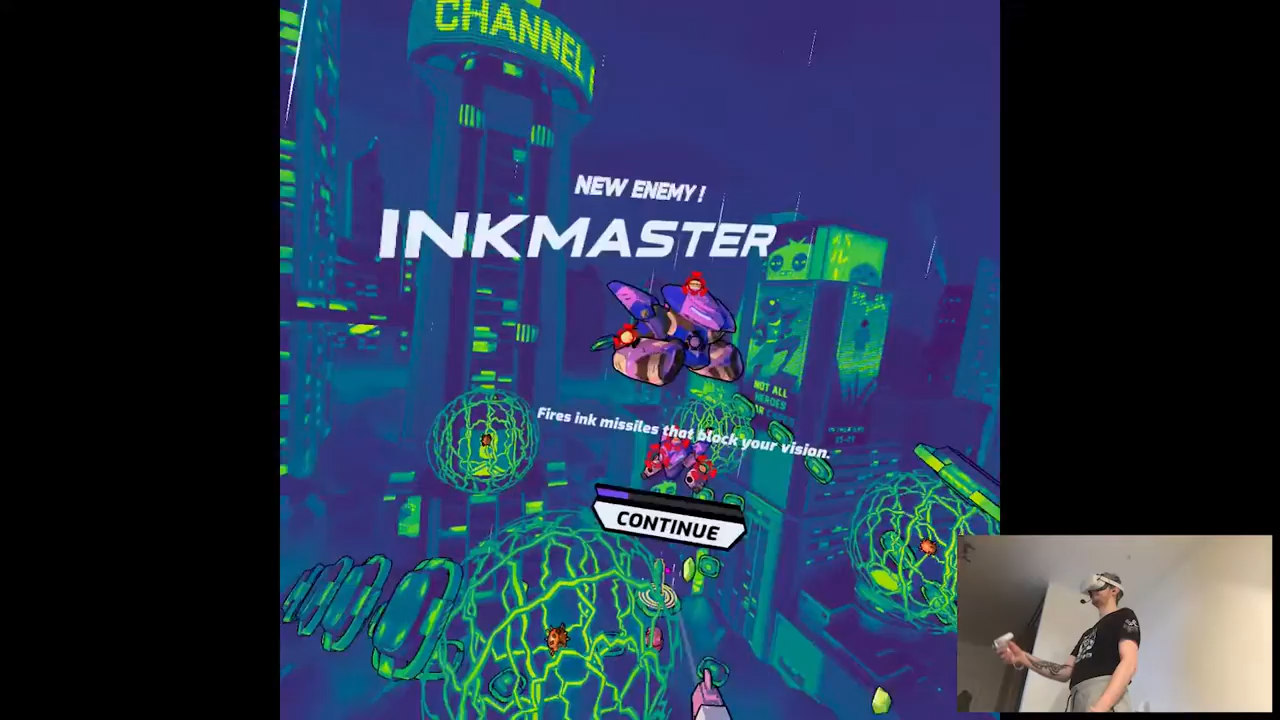 CHANNEL
NEW ENEMY!
INKMASTER
NOT ALL
HEROES
Fires ink missiles that block your vision.
CONTINUE